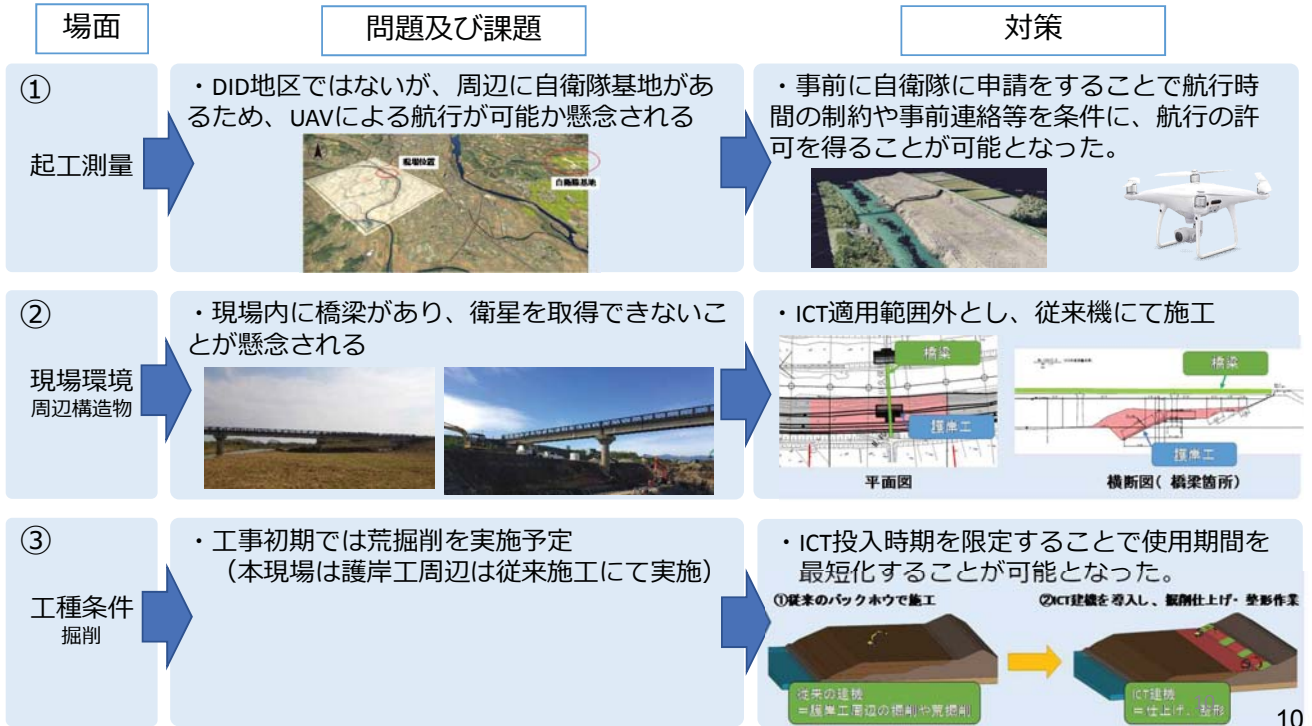 場面
問題及び課題
対策
①
起工測量
・DID地区ではないが、周辺に自衛隊基地があ
るため、UAVによる航行が可能か懸念される
現場位置
自衛隊基地
・事前に自衛隊に申請をすることで航行時
間の制約や事前連絡等を条件に、航行の許
可を得ることが可能となった。
②
現場環境
周辺構造物
・現場内に橋梁があり、衛星を取得できないこ
とが懸念される
・ICT適用範囲外とし、従来機にて施工
橋梁
護岸工
平面図
橋梁
護岸工
横断図( 橋梁箇所)
③
工種条件
掘削
・工事初期では荒掘削を実施予定
（本現場は護岸工周辺は従来施工にて実施）
・ICT投入時期を限定することで使用期間を
最短化することが可能となった。
①従来のバックホウで施工
②ICT建機を導入し、掘削仕上げ・整形作業
従来の建機
＝護岸工周辺の掘削や荒掘削
ICT建機
＝仕上げ、整形
10